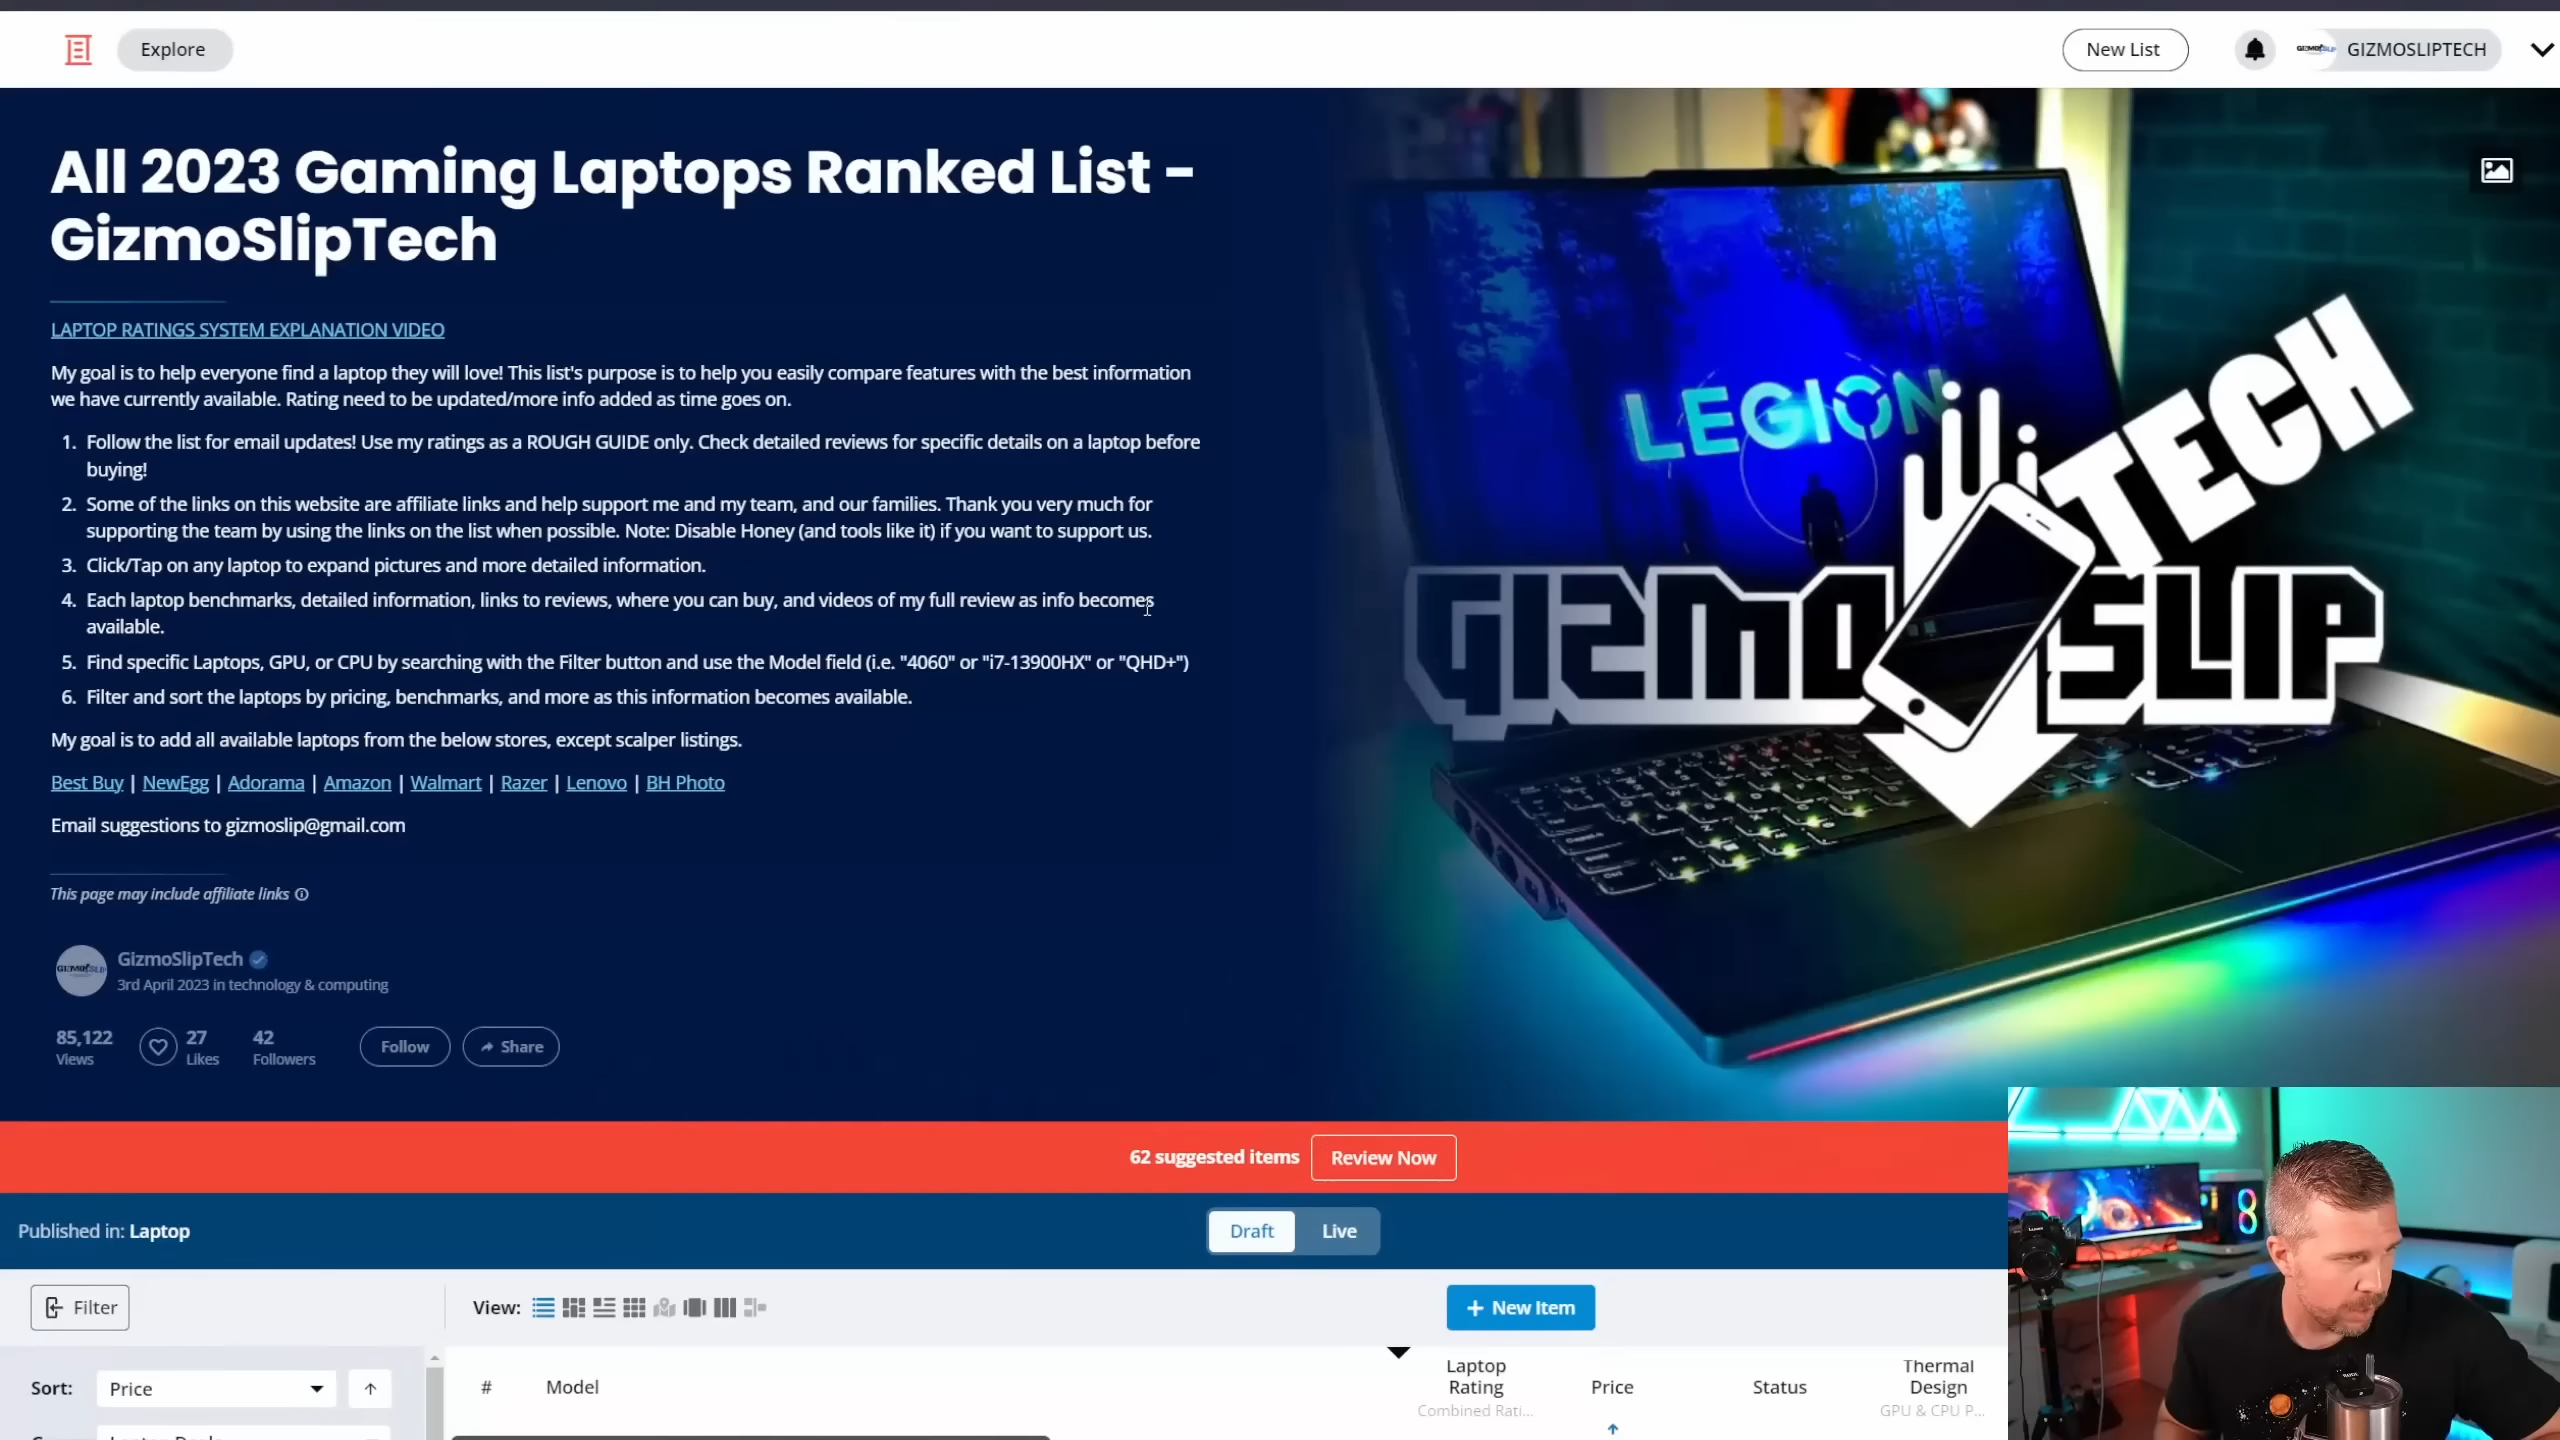 Explore
New List
GIZMOSLIPTECH
All 2023 Gaming Laptops Ranked List -
GizmoSlipTech
LAPTOP RATINGS SYSTEM EXPLANATION VIDEO
My goal is to help everyone find a laptop they will love! This list's purpose is to help you easily compare features with the best information
we have currently available. Rating need to be updated/more info added as time goes on.
1. Follow the list for email updates! Use my ratings as a ROUGH GUIDE only. Check detailed reviews for specific details on a laptop before
buying!
2. Some of the links on this website are affiliate links and help support me and my team, and our families. Thank you very much for
supporting the team by using the links on the list when possible. Note: Disable Honey (and tools like it) if you want to support us.
3. Click/Tap on any laptop to expand pictures and more detailed information.
4. Each laptop benchmarks, detailed information, links to reviews, where you can buy, and videos of my full review as info becomes
available.
5. Find specific Laptops, GPU, or CPU by searching with the Filter button and use the Model field (i.e. "4060" or "i7-13900HX" or "QHD+")
6. Filter and sort the laptops by pricing, benchmarks, and more as this information becomes available.
My goal is to add all available laptops from the below stores, except scalper listings.
Best Buy | NewEgg | Adorama | Amazon | Walmart | Razer | Lenovo | BH Photo
Email suggestions to gizmoslip@gmail.com
This page may include affiliate links
GizmoSlipTech
3rd April 2023 in technology & computing
85,122 27 42
Views Likes Followers
Follow Share
LEGION
TECH
GIZMO SLIP
62 suggested items Review Now
Published in: Laptop
Draft Live
Filter
View:
+ New Item
Sort: Price
# Model
Laptop
Rating
Combined Rati...
Price
Status
Thermal
Design
GPU & CPU P...